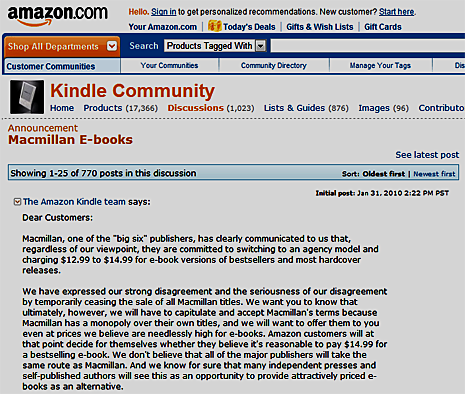 amazon.com
Hello. Sign in to get personalized recommendations. New customer? Start here.
Your Amazon.com Today's Deals Gifts & Wish Lists Gift Cards
Shop All Departments Search Products Tagged With
Customer Communities Your Communities Community Directory Manage Your Tags Dis
Kindle Community
Home Products (17,366) Discussions (1,023) Lists & Guides (876) Images (96) Contributo
Announcement
Macmillan E-books
See latest post
Showing 1-25 of 770 posts in this discussion Sort: Oldest first | Newest first
Initial post: Jan 31, 2010 2:22 PM PST
The Amazon Kindle team says:
Dear Customers:
Macmillan, one of the "big six" publishers, has clearly communicated to us that,
regardless of our viewpoint, they are committed to switching to an agency model and
charging $12.99 to $14.99 for e-book versions of bestsellers and most hardcover
releases.
We have expressed our strong disagreement and the seriousness of our disagreement
by temporarily ceasing the sale of all Macmillan titles. We want you to know that
ultimately, however, we will have to capitulate and accept Macmillan's terms because
Macmillan has a monopoly over their own titles, and we will want to offer them to you
even at prices we believe are needlessly high for e-books. Amazon customers will at
that point decide for themselves whether they believe it's reasonable to pay $14.99 for
a bestselling e-book. We don't believe that all of the major publishers will take the
same route as Macmillan. And we know for sure that many independent presses and
self-published authors will see this as an opportunity to provide attractively priced e-
books as an alternative.